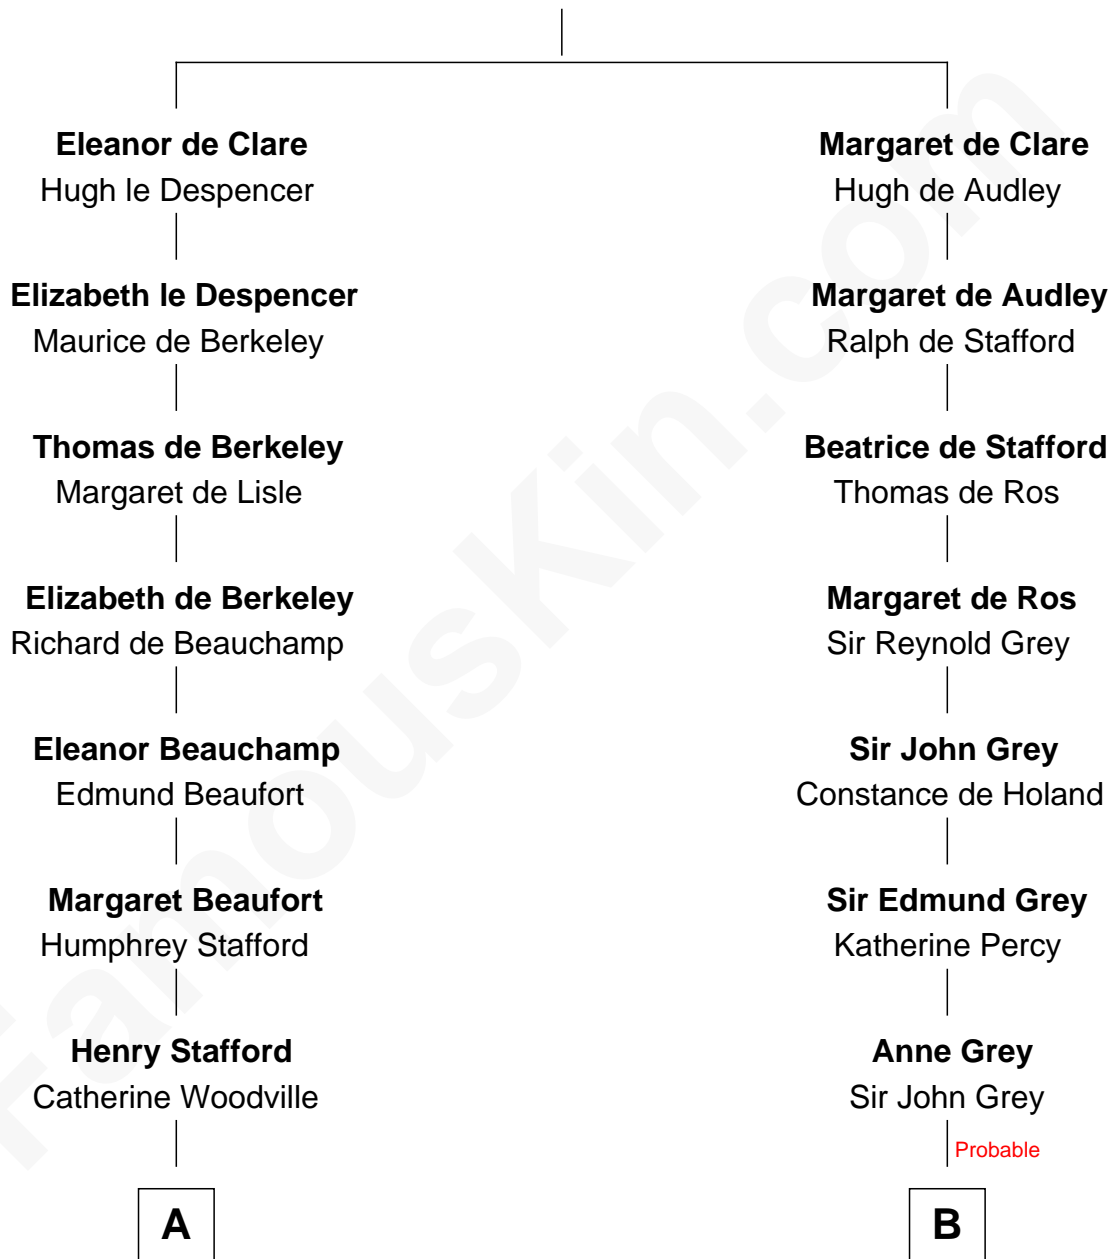 Eleanor de Clare
Hugh le Despencer
Elizabeth le Despencer
Maurice de Berkeley
Thomas de Berkeley
Margaret de Lisle
Elizabeth de Berkeley
Richard de Beauchamp
Eleanor Beauchamp
Edmund Beaufort
Margaret Beaufort
Humphrey Stafford
Henry Stafford
Catherine Woodville
A
Margaret de Clare
Hugh de Audley
Margaret de Audley
Ralph de Stafford
Beatrice de Stafford
Thomas de Ros
Margaret de Ros
Sir Reynold Grey
Sir John Grey
Constance de Holand
Sir Edmund Grey
Katherine Percy
Anne Grey
Sir John Grey
Probable
B
FamousKin.com